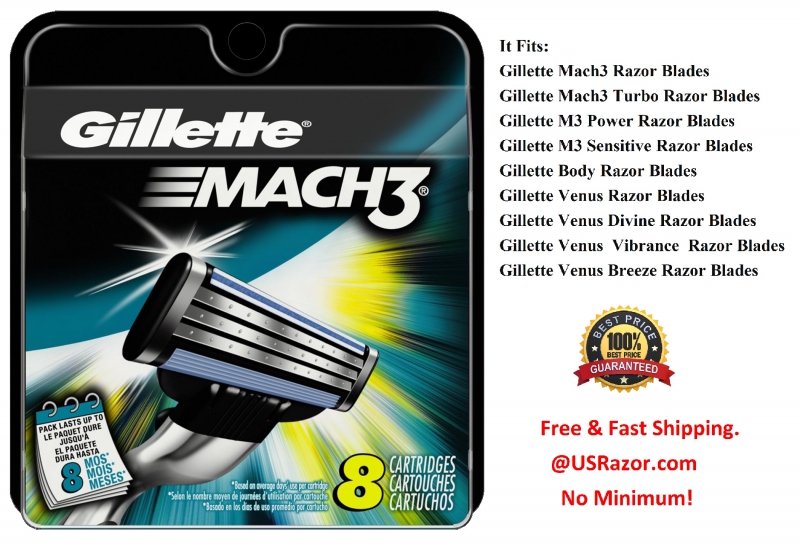 Gillette®
MACH3®
PACK LASTS UP TO
LE PAQUET DURE
JUSQU'À
EL PAQUETE
DURA HASTA
8 MOS*
MOIS*
MESES*
*Based on average days' use per cartridge
*Selon le nombre moyen de journées d'utilisation par cartouche
*Basado en los días de uso promedio por cartucho
8 CARTRIDGES
CARTOUCHES
CARTUCHOS
It Fits:
Gillette Mach3 Razor Blades
Gillette Mach3 Turbo Razor Blades
Gillette M3 Power Razor Blades
Gillette M3 Sensitive Razor Blades
Gillette Body Razor Blades
Gillette Venus Razor Blades
Gillette Venus Divine Razor Blades
Gillette Venus Vibrance Razor Blades
Gillette Venus Breeze Razor Blades
BEST PRICE
100%
BEST PRICE
GUARANTEED
Free & Fast Shipping.
@USRazor.com
No Minimum!